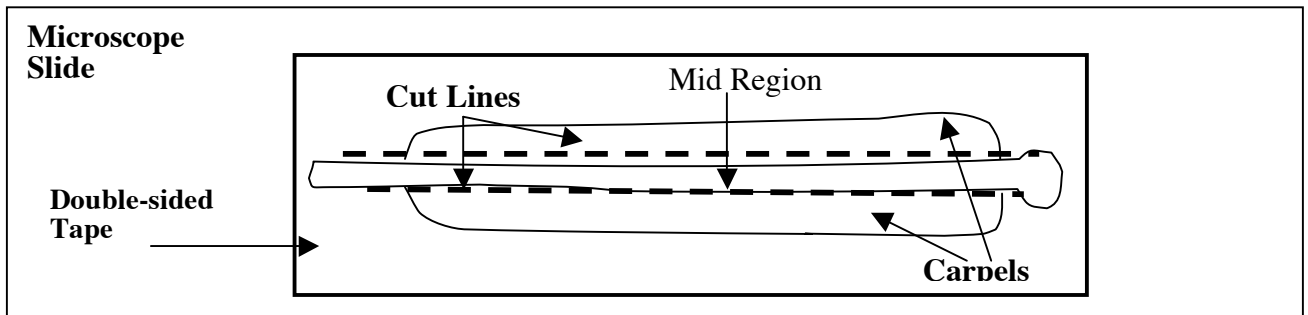 Microscope
Slide
Cut Lines
Mid Region
Double-sided
Tape
Carpels